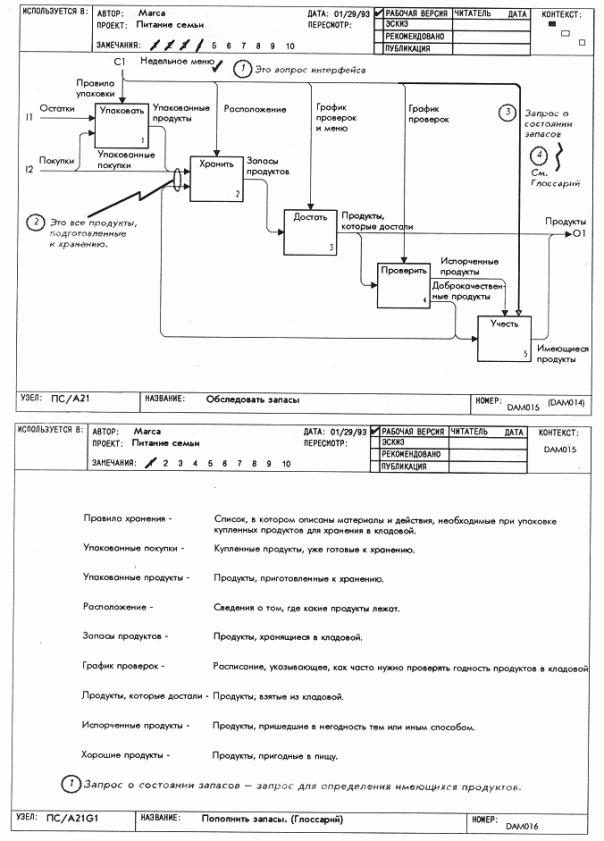 ИСПОЛЬЗУЕТСЯ В:
АВТОР: Marca
ПРОЕКТ: Питание семьи
ДАТА: 01/29/93
ПЕРЕСМОТР:
ЗАМЕЧАНИЯ: 1 2 3 4 5 6 7 8 9 10
РАБОЧАЯ ВЕРСИЯ
ЭСКИЗ
РЕКОМЕНДОВАНО
ПУБЛИКАЦИЯ
ЧИТАТЕЛЬ ДАТА
КОНТЕКСТ:
C1 Недельное меню
1 Это вопрос интерфейса
Правила
упаковки
I1 Остатки
Упаковать
1
Упакованные
продукты
Расположение
График
проверок
и меню
График
проверок
3
Запрос о
состоянии
запасов
4
См.
Глоссарий
I2 Покупки
Упакованные
покупки
Хранить
2
Запасы
продуктов
2 Это все продукты,
подготовленные
к хранению.
Достать
3
Продукты,
которые достали
Продукты
O1
Проверить
4
Испорченные
продукты
Доброкачествен-
ные продукты
Учесть
5
Имеющиеся
продукты
УЗЕЛ: ПС/А21
НАЗВАНИЕ: Обследовать запасы
НОМЕР: DAM015 (DAM014)
ИСПОЛЬЗУЕТСЯ В:
АВТОР: Marca
ПРОЕКТ: Питание семьи
ДАТА: 01/29/93
ПЕРЕСМОТР:
ЗАМЕЧАНИЯ: 1 2 3 4 5 6 7 8 9 10
РАБОЧАЯ ВЕРСИЯ
ЭСКИЗ
РЕКОМЕНДОВАНО
ПУБЛИКАЦИЯ
ЧИТАТЕЛЬ ДАТА
КОНТЕКСТ:
DAM015
Правила хранения - Список, в котором описаны материалы и действия, необходимые при упаковке
купленных продуктов для хранения в кладовой.
Упакованные покупки - Купленные продукты, уже готовые к хранению.
Упакованные продукты - Продукты, приготовленные к хранению.
Расположение - Сведения о том, где какие продукты лежат.
Запасы продуктов - Продукты, хранящиеся в кладовой.
График проверок - Расписание, указывающее, как часто нужно проверять годность продуктов в кладовой
Продукты, которые достали - Продукты, взятые из кладовой.
Испорченные продукты - Продукты, пришедшие в негодность тем или иным способом.
Хорошие продукты - Продукты, пригодные в пищу.
1 Запрос о состоянии запасов — запрос для определения имеющихся продуктов.
УЗЕЛ: ПС/A21G1
НАЗВАНИЕ: Пополнить запасы. (Глоссарий)
НОМЕР: DAM016